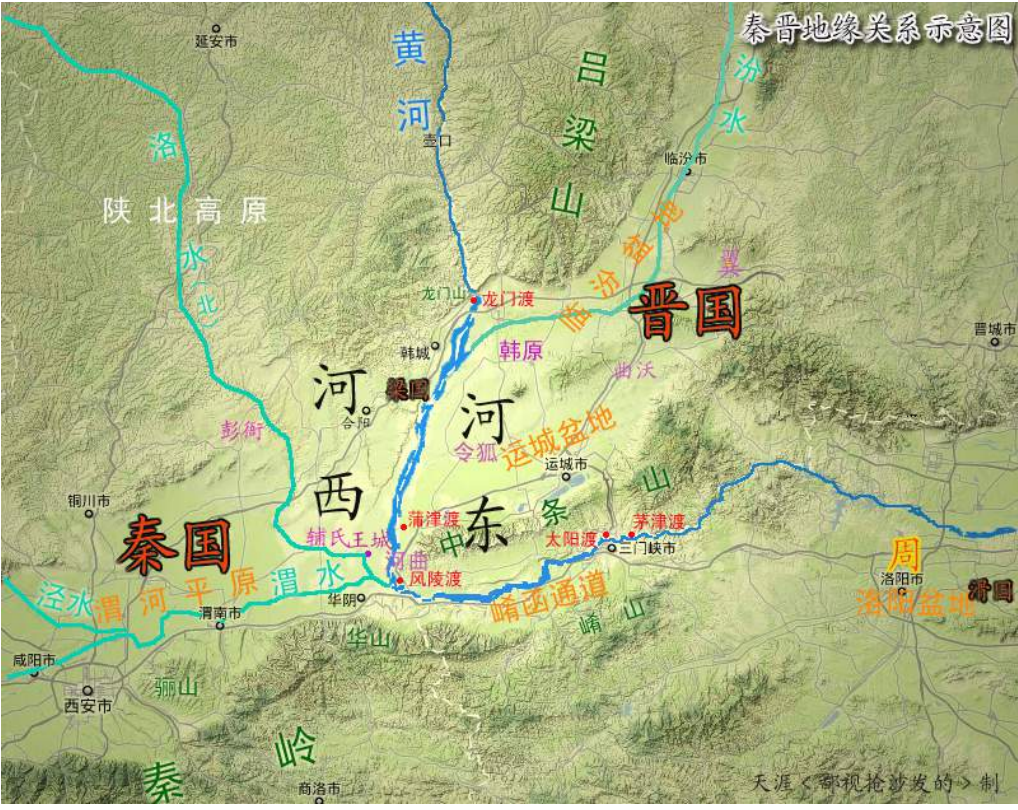 秦晋地缘关系示意图
延安市
黄河
吕梁山
汾水
壶口
洛水（北）
临汾市
陕北高原
临汾盆地
翼
龙门山
龙门渡
晋国
晋城市
韩城
韩原
曲沃
河西
梁国
合阳
河东
彭衙
令狐
运城盆地
运城市
中条山
铜川市
秦国
蒲津渡
辅氏
王城
太阳渡
茅津渡
三门峡市
河曲
周
泾水
渭河平原
渭水
风陵渡
华阴
崤函通道
洛阳市
洛阳盆地
滑国
渭南市
崤山
华山
咸阳市
骊山
西安市
秦岭
商洛市
天涯<鄙视抢沙发的>制